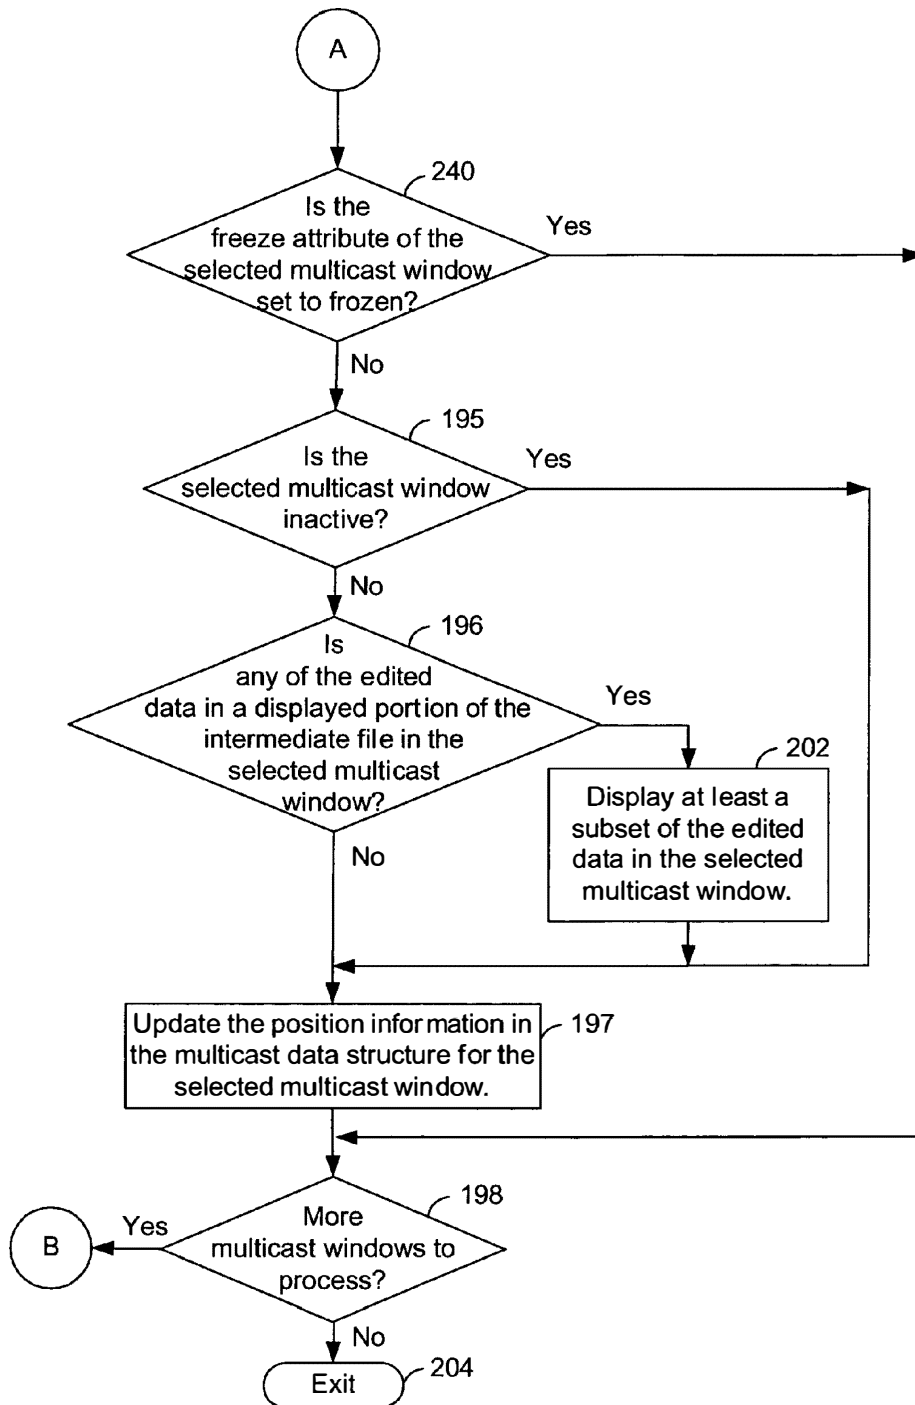 A
240
Is the
freeze attribute of the
selected multicast window
set to frozen?
Yes
No
195
Is the
selected multicast window
inactive?
Yes
No
196
Is
any of the edited
data in a displayed portion of the
intermediate file in the
selected multicast
window?
Yes
202
Display at least a
subset of the edited
data in the selected
multicast window.
No
Update the position information in
the multicast data structure for the
selected multicast window.
197
198
More
multicast windows to
process?
Yes
B
No
Exit
204